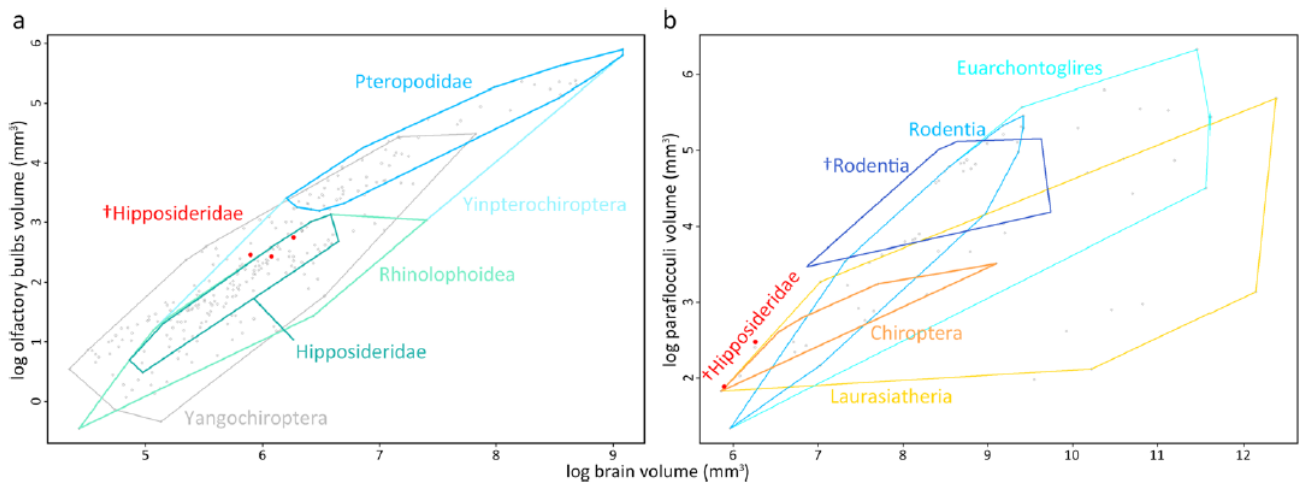 a
log olfactory bulbs volume (mm³)
6
5
4
3
2
1
0
Pteropodidae
†Hipposideridae
Yinpterochiroptera
Rhinolophoidea
Hipposideridae
Yangochiroptera
5
6
7
8
9
b
log paraflocculi volume (mm³)
6
5
4
3
2
Euarchontoglires
Rodentia
†Rodentia
†Hipposideridae
Chiroptera
Laurasiatheria
6
7
8
9
10
11
12
log brain volume (mm³)